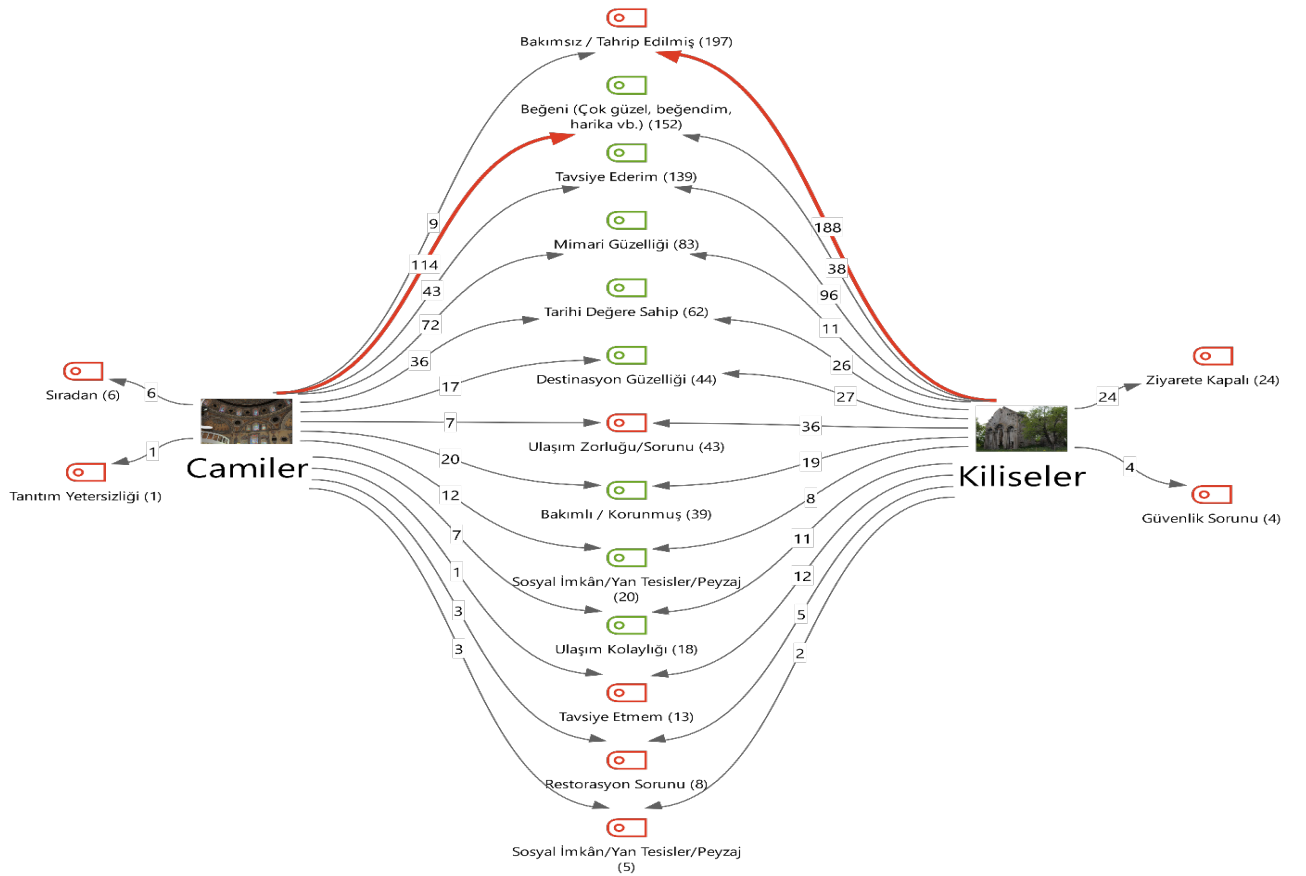 Bakımsız / Tahrip Edilmiş (197)
Beğeni (Çok güzel, beğendim,
harika vb.) (152)
Tavsiye Ederim (139)
Mimari Güzelliği (83)
Tarihi Değere Sahip (62)
Destinasyon Güzelliği (44)
Ulaşım Zorluğu/Sorunu (43)
Bakımlı / Korunmuş (39)
Sosyal İmkân/Yan Tesisler/Peyzaj
(20)
Ulaşım Kolaylığı (18)
Tavsiye Etmem (13)
Restorasyon Sorunu (8)
Sosyal İmkân/Yan Tesisler/Peyzaj
(5)
Sıradan (6)
Tanıtım Yetersizliği (1)
Camiler
6
1
9
114
43
72
36
17
7
20
12
7
1
3
3
Kiliseler
188
38
96
11
26
27
36
19
8
11
12
5
2
24
4
Ziyarete Kapalı (24)
Güvenlik Sorunu (4)